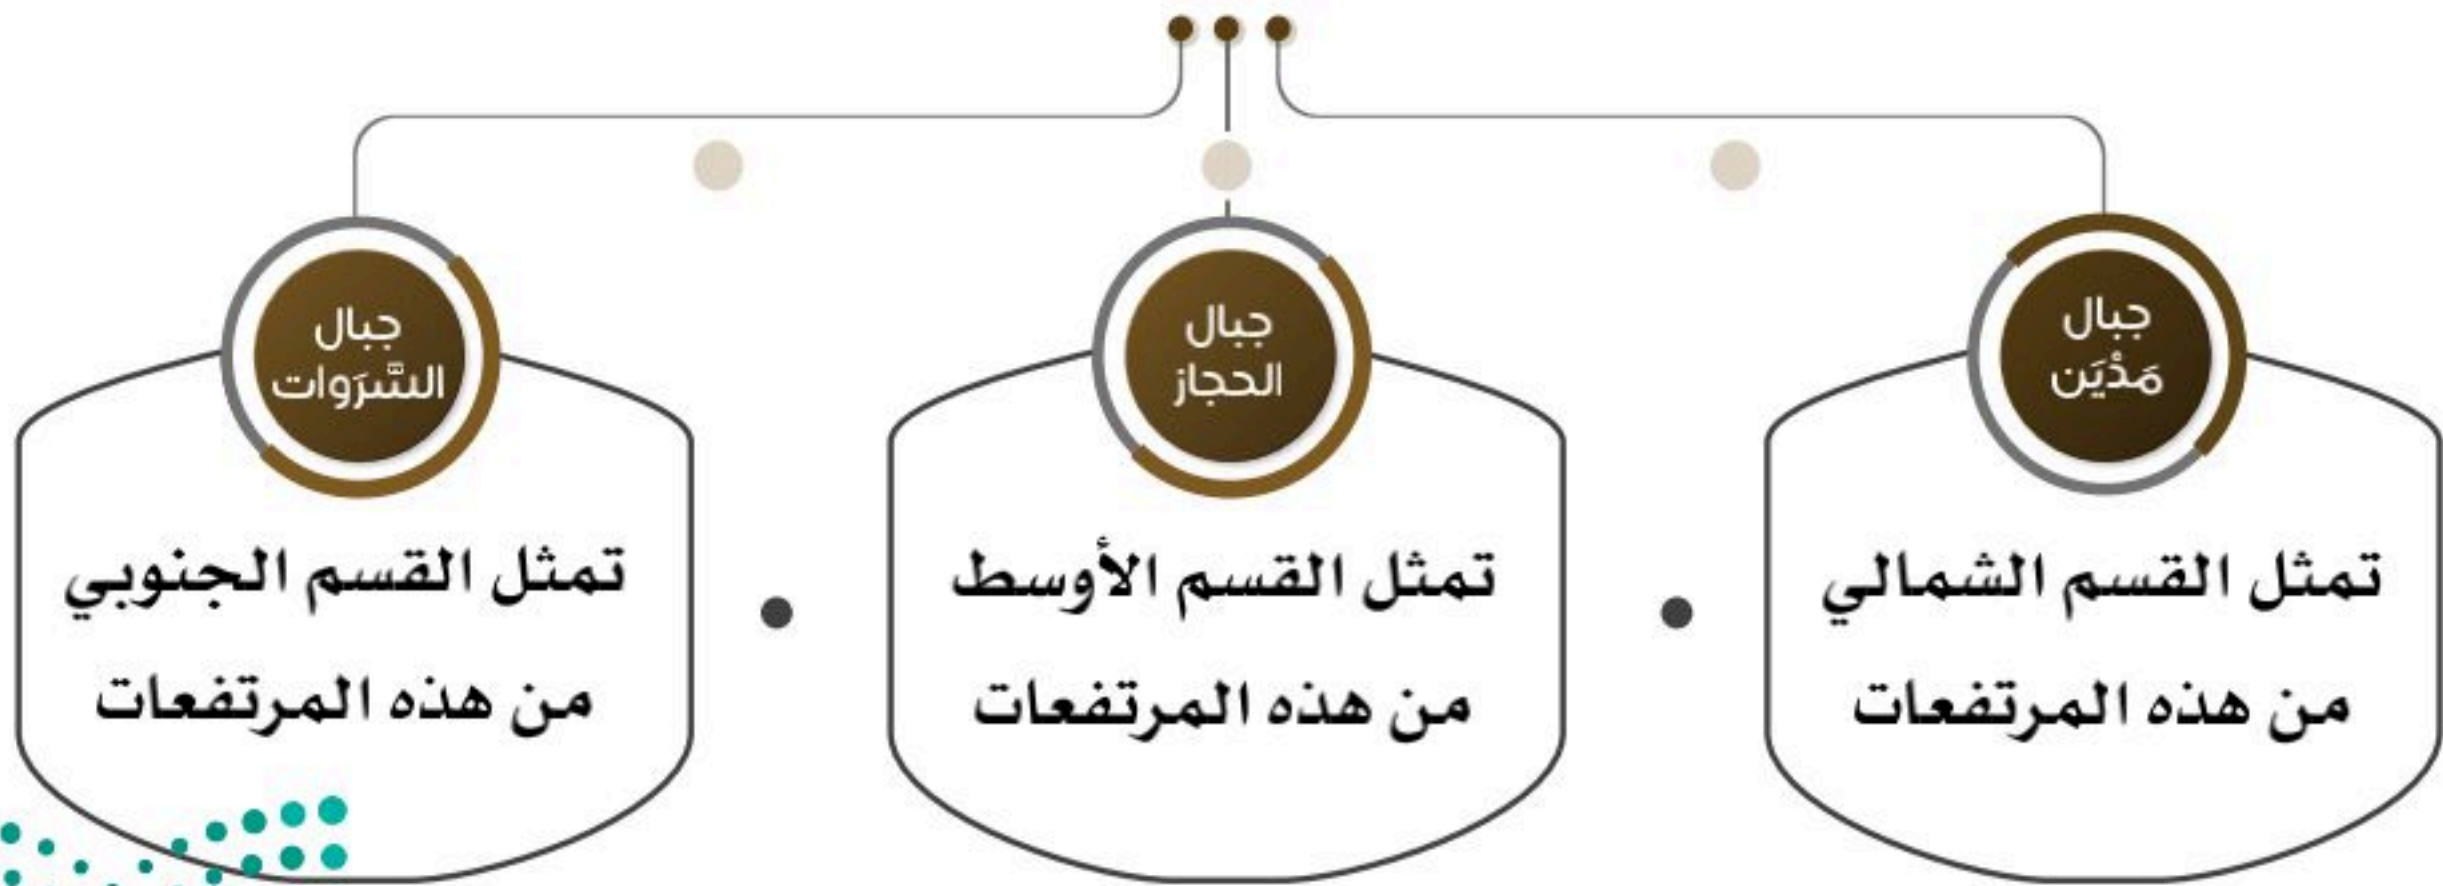 جبال
مَدْيَن
تمثل القسم الشمالي
من هذه المرتفعات
جبال
الحجاز
تمثل القسم الأوسط
من هذه المرتفعات
جبال
السَّرَوات
تمثل القسم الجنوبي
من هذه المرتفعات